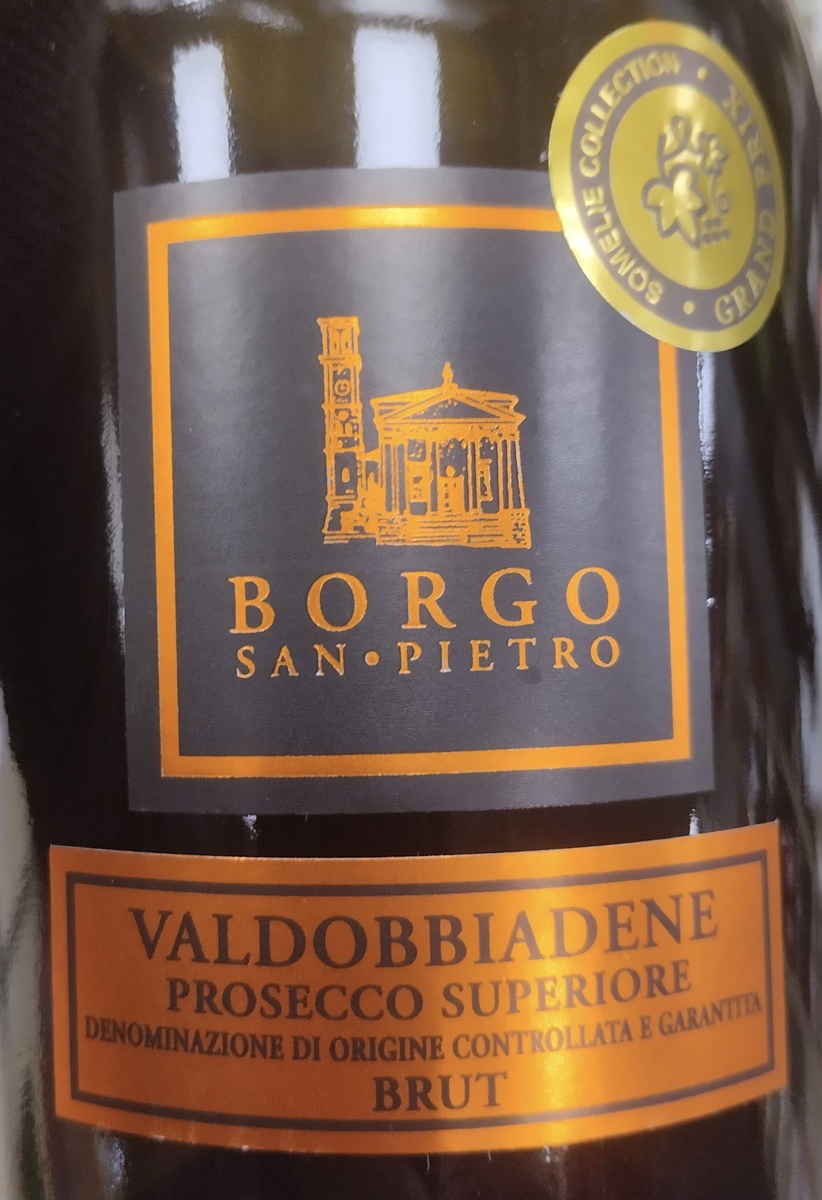 SOMELIE COLLECTION • GRAND PRIX •
BORGO
SAN•PIETRO
VALDOBBIADENE
PROSECCO SUPERIORE
DENOMINAZIONE DI ORIGINE CONTROLLATA E GARANTITA
BRUT